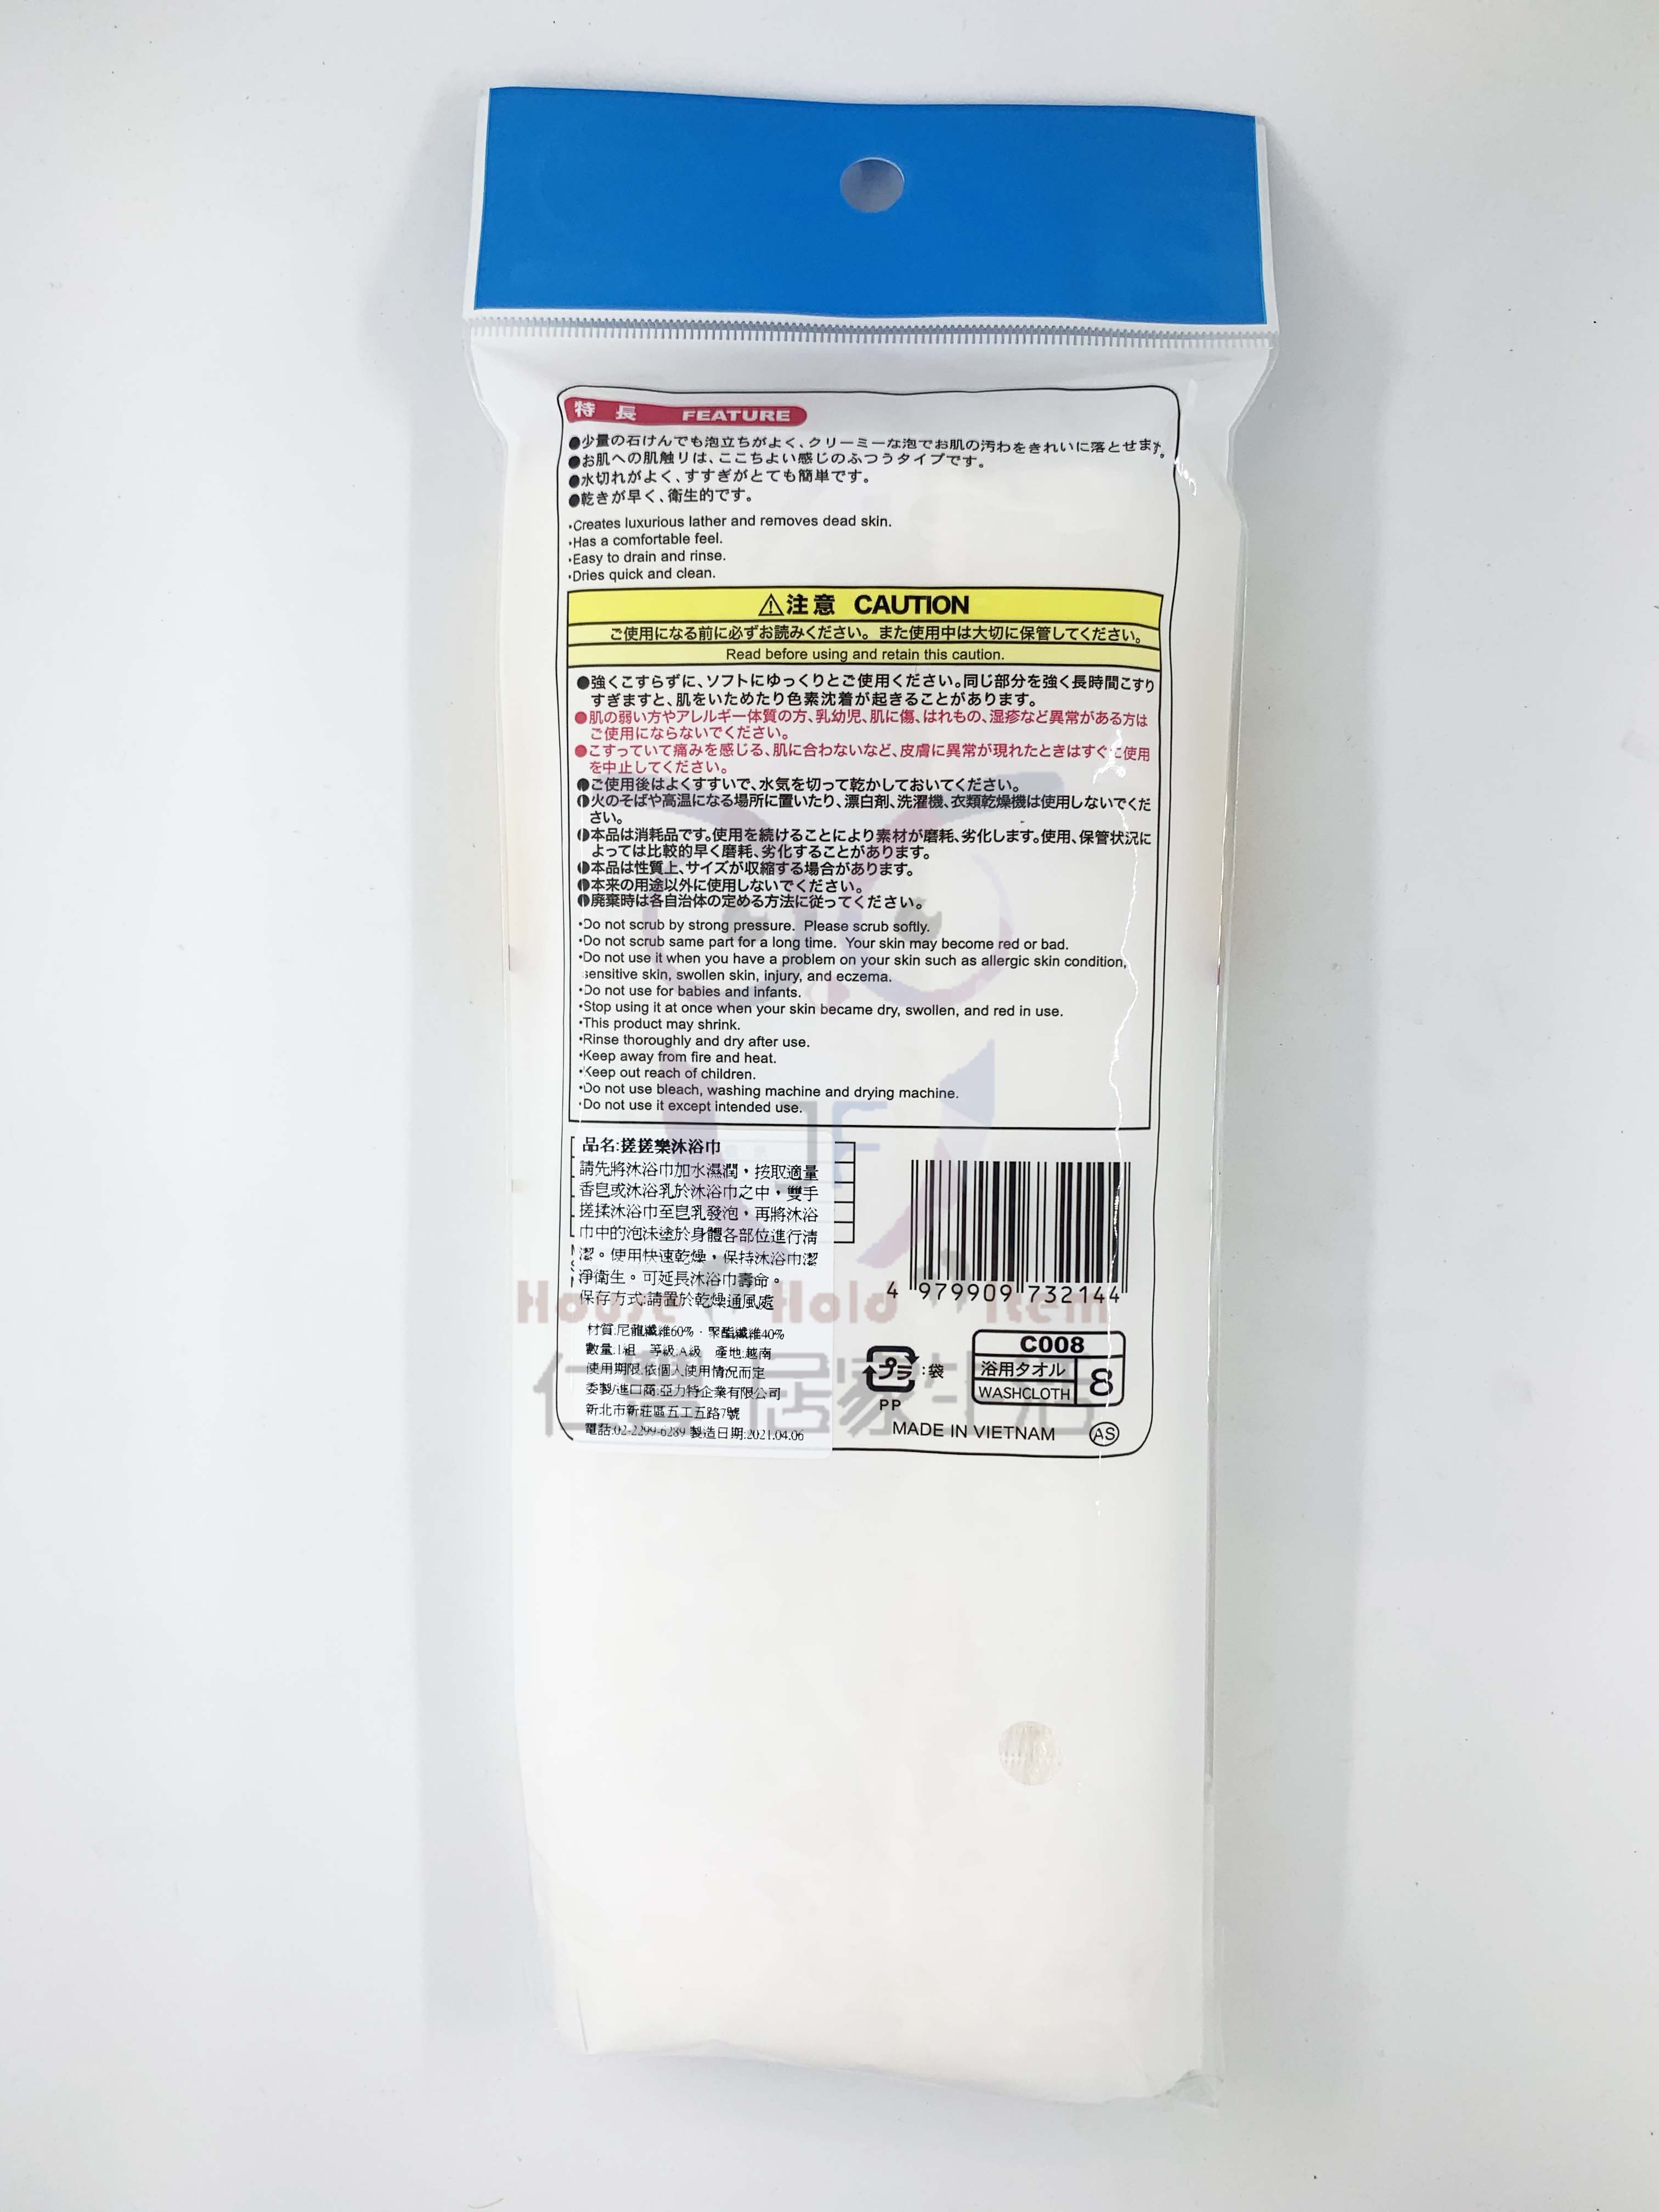 特長 FEATURE
●少量の石けんでも泡立ちがよく、クリーミーな泡でお肌の汚わをきれいに落とせます。
●お肌への肌触りは、ここちよい感じのふつうタイプです。
●水切れがよく、すすぎがとても簡単です。
●乾きが早く、衛生的です。
・Creates luxurious lather and removes dead skin.
・Has a comfortable feel.
・Easy to drain and rinse.
・Dries quick and clean.
⚠注意 CAUTION
ご使用になる前に必ずお読みください。また使用中は大切に保管してください。
Read before using and retain this caution.
●強くこすらずに、ソフトにゆっくりとご使用ください。同じ部分を強く長時間こすり
すぎますと、肌をいためたり色素沈着が起きることがあります。
●肌の弱い方やアレルギー体質の方、乳幼児、肌に傷、はれもの、湿疹など異常がある方は
ご使用にならないでください。
●こすっていて痛みを感じる、肌に合わないなど、皮膚に異常が現れたときはすぐに使用
を中止してください。
●ご使用後はよくすすいで、水気を切って乾かしておいてください。
●火のそばや高温になる場所に置いたり、漂白剤、洗濯機、衣類乾燥機は使用しないでくだ
さい。
●本品は消耗品です。使用を続けることにより素材が磨耗、劣化します。使用、保管状況に
よっては比較的早く磨耗、劣化することがあります。
●本品は性質上、サイズが収縮する場合があります。
●本来の用途以外に使用しないでください。
●廃棄時は各自治体の定める方法に従ってください。
・Do not scrub by strong pressure. Please scrub softly.
・Do not scrub same part for a long time. Your skin may become red or bad.
・Do not use it when you have a problem on your skin such as allergic skin condition,
sensitive skin, swollen skin, injury, and eczema.
・Do not use for babies and infants.
・Stop using it at once when your skin became dry, swollen, and red in use.
・This product may shrink.
・Rinse thoroughly and dry after use.
・Keep away from fire and heat.
・Keep out reach of children.
・Do not use bleach, washing machine and drying machine.
・Do not use it except intended use.
品名:搓搓樂沐浴巾
請先將沐浴巾加水濕潤，按取適量
香皂或沐浴乳於沐浴巾之中，雙手
搓揉沐浴巾至皂乳發泡，再將沐浴
巾中的泡沫塗於身體各部位進行清
潔。使用快速乾燥，保持沐浴巾潔
淨衛生。可延長沐浴巾壽命。
保存方式:請置於乾燥通風處
材質:尼龍纖維60%．聚酯纖維40%
數量:1組 等級:A級 產地:越南
使用期限:依個人使用情況而定
委製/進口商:亞力特企業有限公司
新北市新莊區五工五路7號
電話:02-2299-6289 製造日期:2021.04.06
4 979909 732144
プラ :袋
PP
C008
浴用タオル
WASHCLOTH
8
MADE IN VIETNAM
AS
JF
House Hold Item
仁豐 居家生活